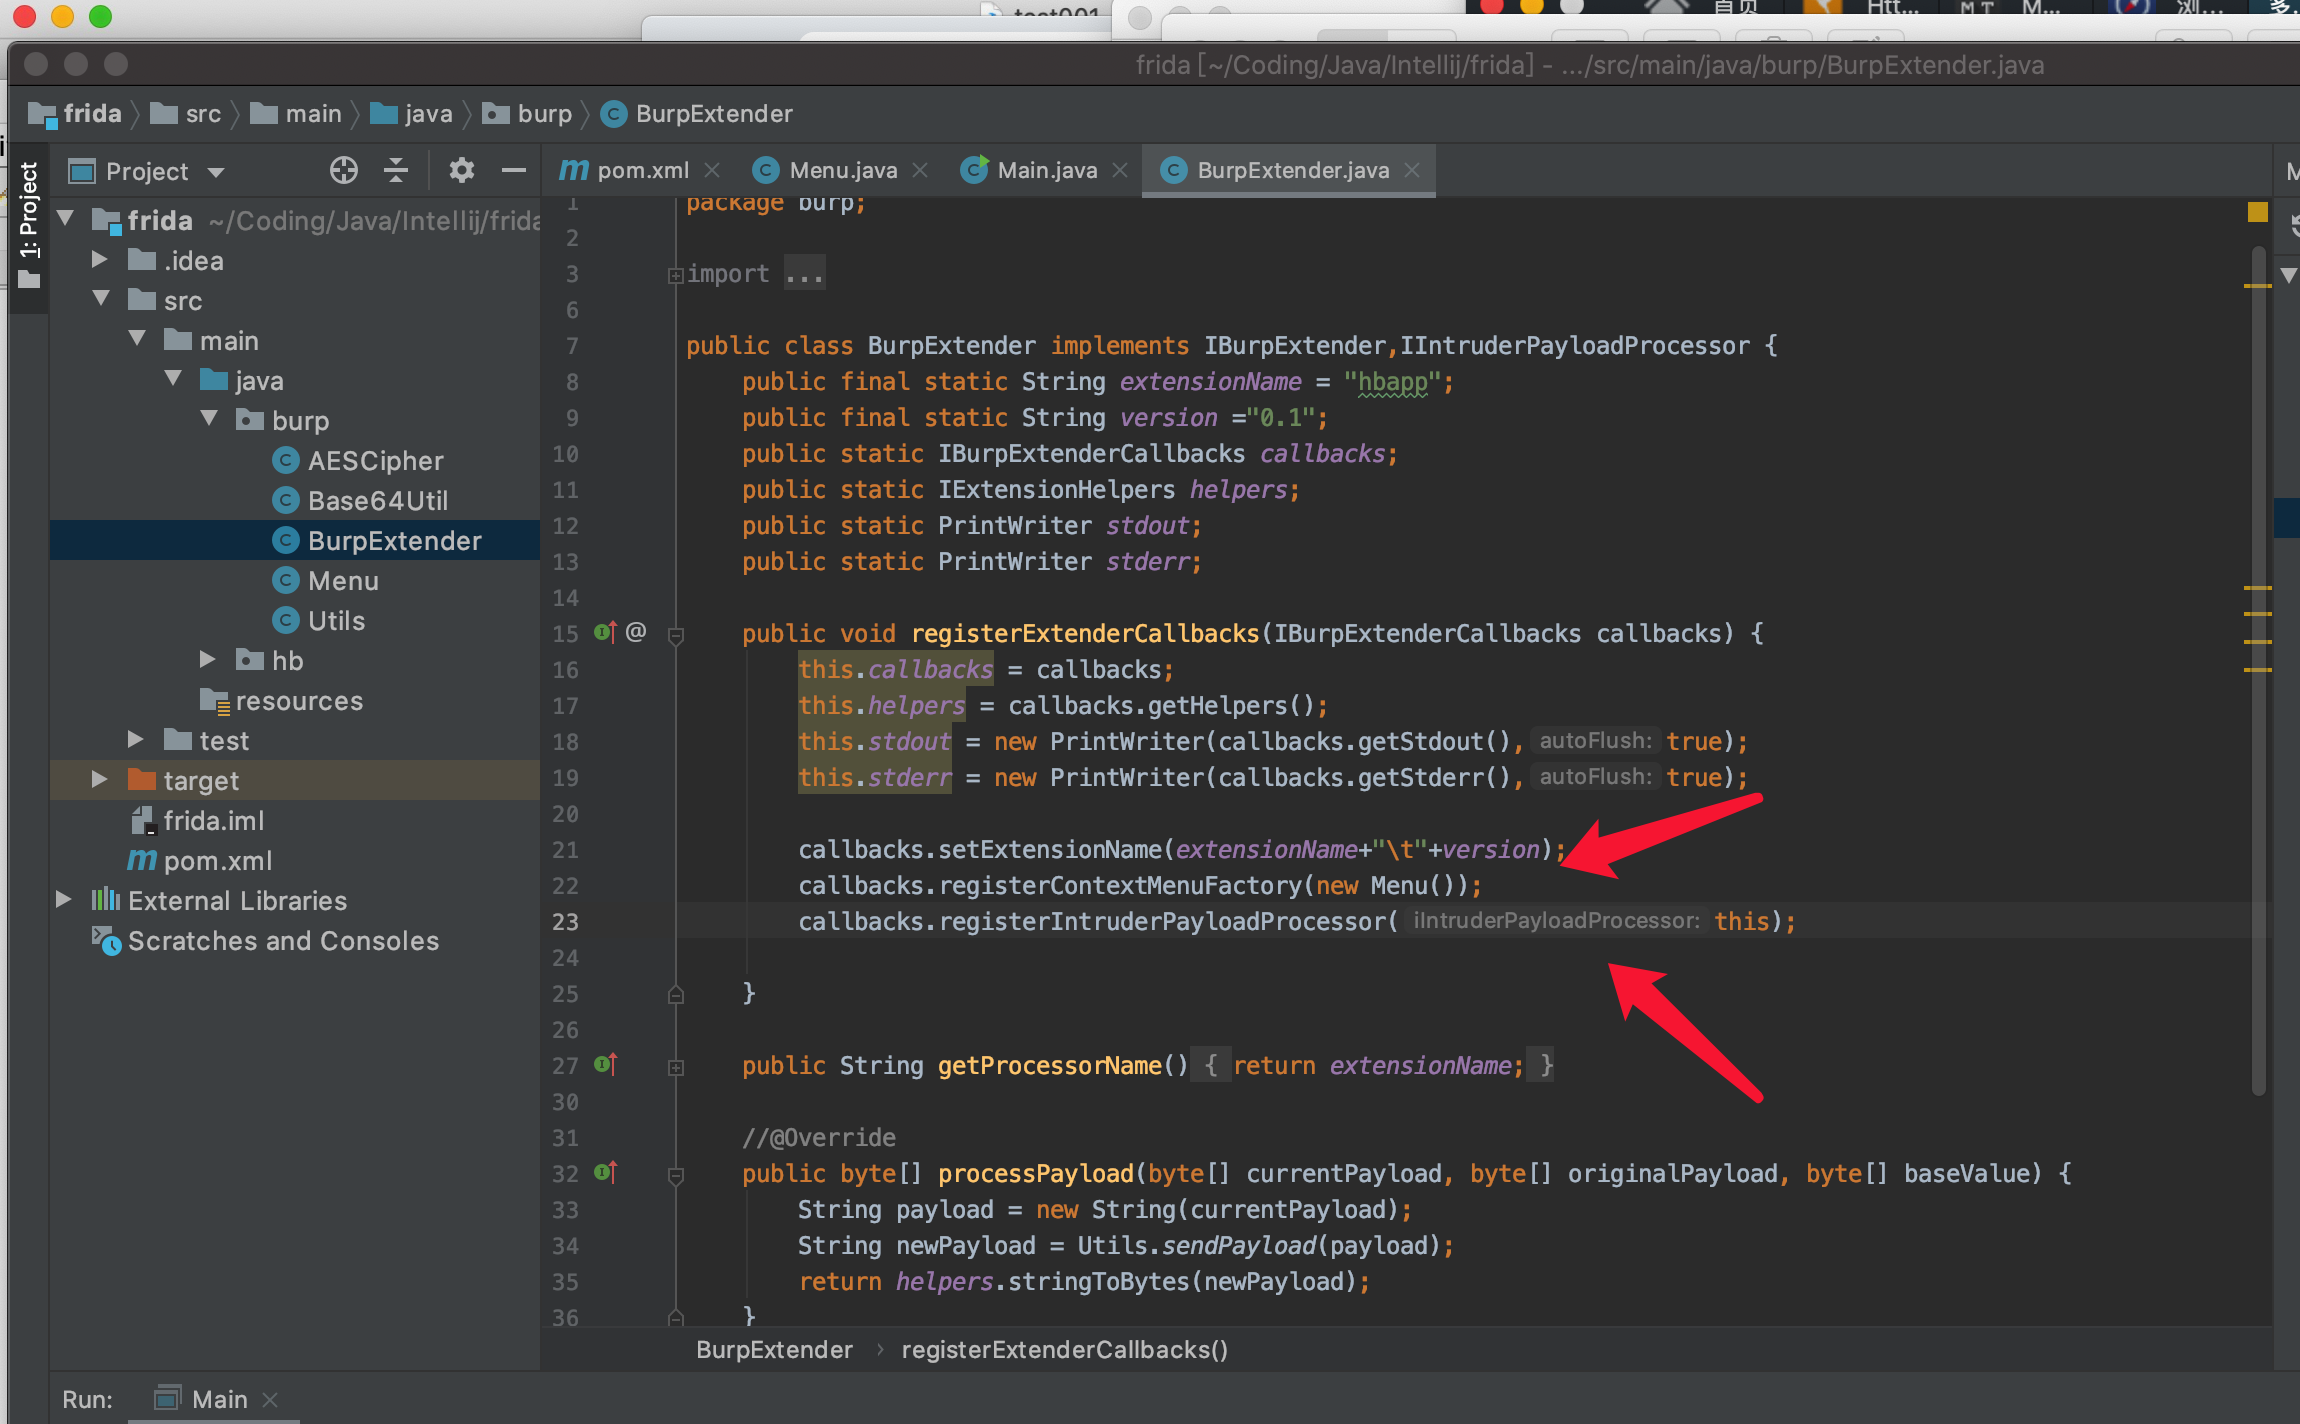 首页
Htt...
M T
M...
浏...
frida [~/Coding/Java/Intellij/frida] - .../src/main/java/burp/BurpExtender.java
frida src main java burp BurpExtender
1: Project
Project
pom.xml
Menu.java
Main.java
BurpExtender.java
frida ~/Coding/Java/Intellij/frida
.idea
src
main
java
burp
AESCipher
Base64Util
BurpExtender
Menu
Utils
hb
resources
test
target
frida.iml
pom.xml
External Libraries
Scratches and Consoles
1 package burp;
2
3 import ...
6
7 public class BurpExtender implements IBurpExtender,IIntruderPayloadProcessor {
8 public final static String extensionName = "hbapp";
9 public final static String version ="0.1";
10 public static IBurpExtenderCallbacks callbacks;
11 public static IExtensionHelpers helpers;
12 public static PrintWriter stdout;
13 public static PrintWriter stderr;
14
15 @ public void registerExtenderCallbacks(IBurpExtenderCallbacks callbacks) {
16 this.callbacks = callbacks;
17 this.helpers = callbacks.getHelpers();
18 this.stdout = new PrintWriter(callbacks.getStdout(), autoFlush: true);
19 this.stderr = new PrintWriter(callbacks.getStderr(), autoFlush: true);
20
21 callbacks.setExtensionName(extensionName+"\t"+version);
22 callbacks.registerContextMenuFactory(new Menu());
23 callbacks.registerIntruderPayloadProcessor( iIntruderPayloadProcessor: this);
24
25 }
26
27 public String getProcessorName() { return extensionName; }
30
31 //@Override
32 public byte[] processPayload(byte[] currentPayload, byte[] originalPayload, byte[] baseValue) {
33 String payload = new String(currentPayload);
34 String newPayload = Utils.sendPayload(payload);
35 return helpers.stringToBytes(newPayload);
36 }
BurpExtender › registerExtenderCallbacks()
Run: Main